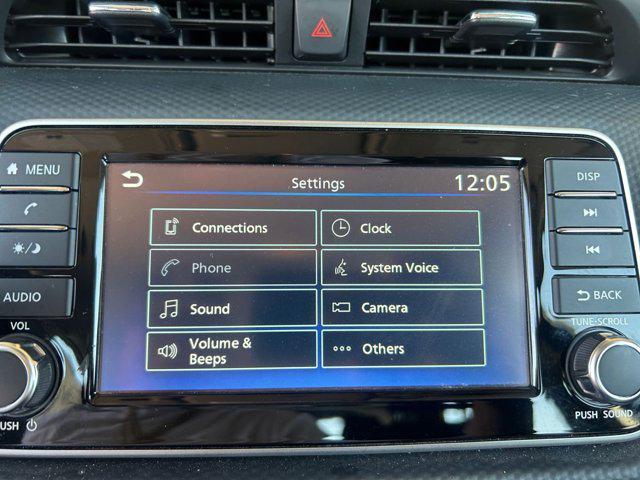 MENU
AUDIO
VOL
PUSH
Settings
12:05
Connections
Clock
Phone
System Voice
Sound
Camera
Volume &
Beeps
Others
DISP
BACK
TUNE·SCROLL
PUSH SOUND